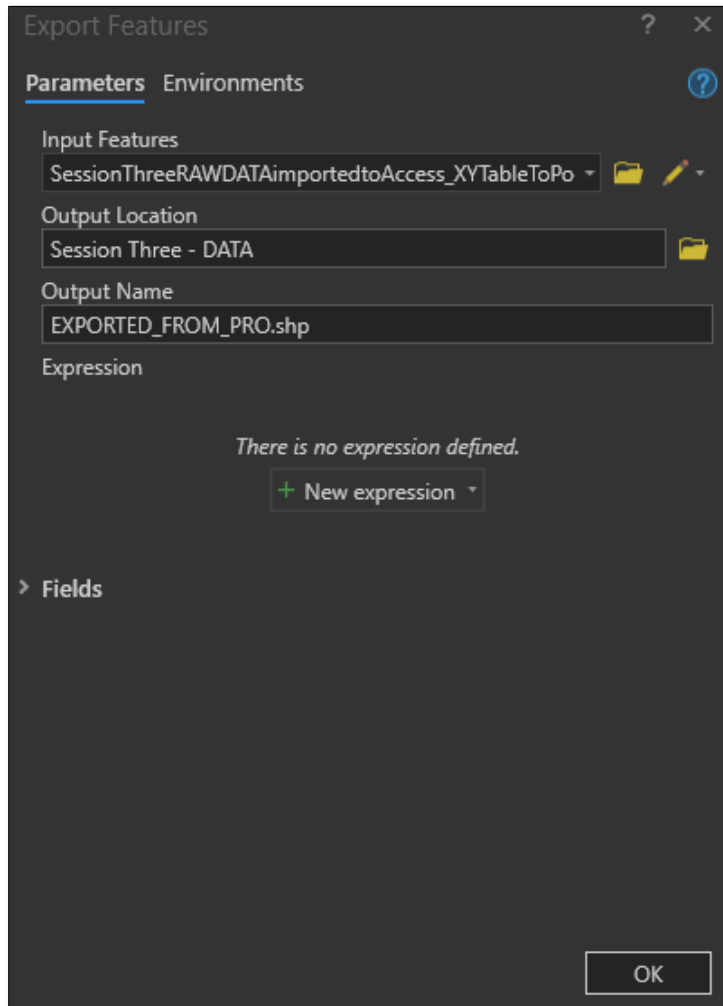 Export Features ? ×
Parameters Environments ?
Input Features
SessionThreeRAWDATAimportedtoAccess_XYTableToPo
Output Location
Session Three - DATA
Output Name
EXPORTED_FROM_PRO.shp
Expression
There is no expression defined.
+ New expression
> Fields
OK